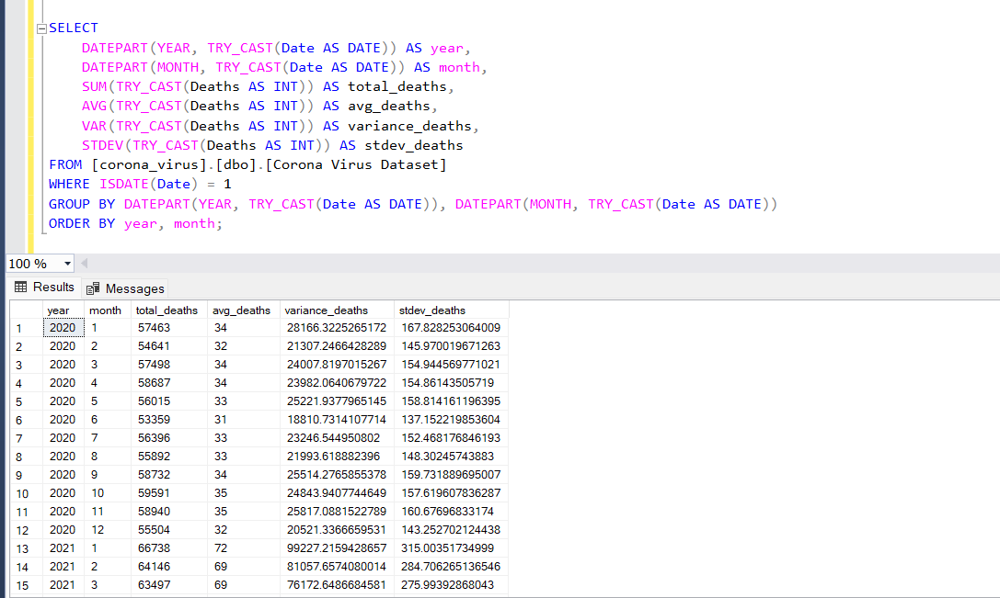 SELECT
DATEPART(YEAR, TRY_CAST(Date AS DATE)) AS year,
DATEPART(MONTH, TRY_CAST(Date AS DATE)) AS month,
SUM(TRY_CAST(Deaths AS INT)) AS total_deaths,
AVG(TRY_CAST(Deaths AS INT)) AS avg_deaths,
VAR(TRY_CAST(Deaths AS INT)) AS variance_deaths,
STDEV(TRY_CAST(Deaths AS INT)) AS stdev_deaths
FROM [corona_virus].[dbo].[Corona Virus Dataset]
WHERE ISDATE(Date) = 1
GROUP BY DATEPART(YEAR, TRY_CAST(Date AS DATE)), DATEPART(MONTH, TRY_CAST(Date AS DATE))
ORDER BY year, month;
100 %
Results Messages
year month total_deaths avg_deaths variance_deaths stdev_deaths
1 2020 1 57463 34 28166.3225265172 167.828253064009
2 2020 2 54641 32 21307.2466428289 145.970019671263
3 2020 3 57498 34 24007.8197015267 154.944569771021
4 2020 4 58687 34 23982.0640679722 154.86143505719
5 2020 5 56015 33 25221.9377965145 158.814161196395
6 2020 6 53359 31 18810.7314107714 137.152219853604
7 2020 7 56396 33 23246.544950802 152.468176846193
8 2020 8 55892 33 21993.618882396 148.30245743883
9 2020 9 58732 34 25514.2765855378 159.731889695007
10 2020 10 59591 35 24843.9407744649 157.619607836287
11 2020 11 58940 35 25817.0881522789 160.67696833174
12 2020 12 55504 32 20521.3366659531 143.252702124438
13 2021 1 66738 72 99227.2159428657 315.00351734999
14 2021 2 64146 69 81057.6574080014 284.706265136546
15 2021 3 63497 69 76172.6486684581 275.99392868043